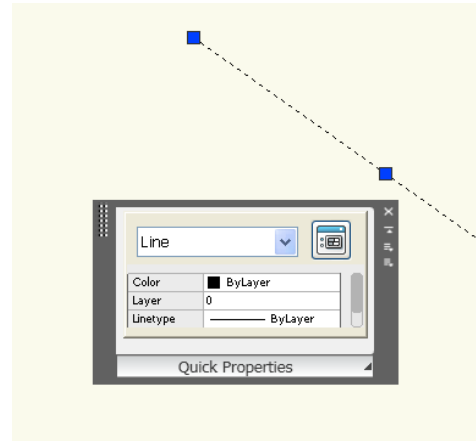 Line
Color ByLayer
Layer 0
Linetype ByLayer
Quick Properties